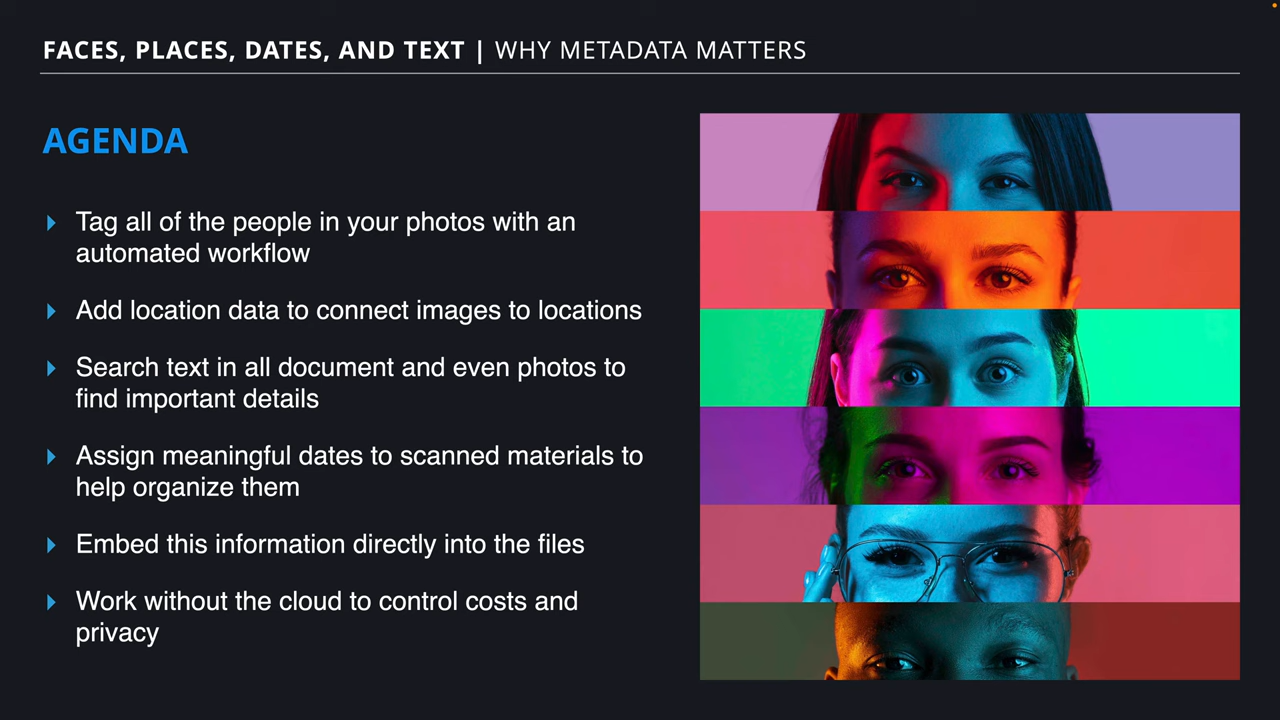 FACES, PLACES, DATES, AND TEXT | WHY METADATA MATTERS
AGENDA
Tag all of the people in your photos with an
automated workflow
Add location data to connect images to locations
Search text in all document and even photos to
find important details
Assign meaningful dates to scanned materials to
help organize them
Embed this information directly into the files
Work without the cloud to control costs and
privacy